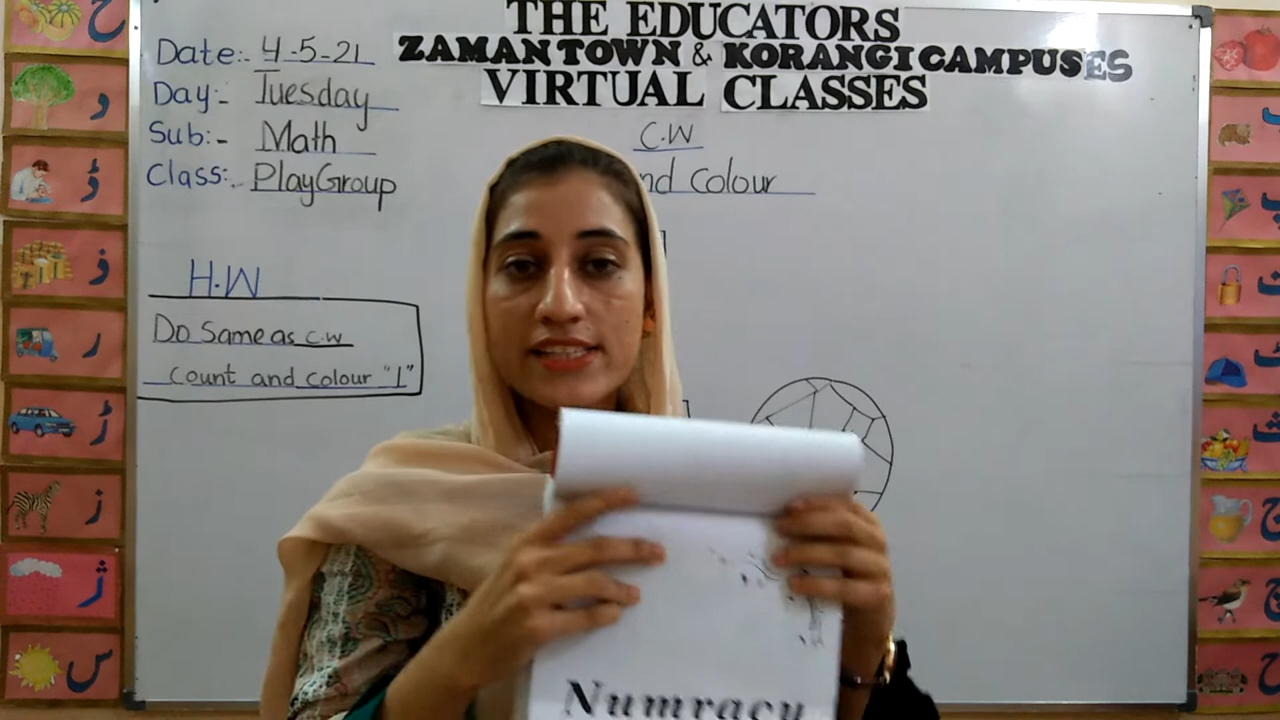 THE EDUCATORS
ZAMAN TOWN & KORANGI CAMPUSES
VIRTUAL CLASSES
Date:- 4-5-21
Day:- Tuesday
Sub:- Math
Class:- PlayGroup
C.W
nd Colour
H.W
Do Same as C.W
Count and colour "1"
Numracy
ح
د
ڈ
ذ
ر
ڑ
ز
ژ
س
ب
پ
ت
ٹ
ث
ج
چ
ح